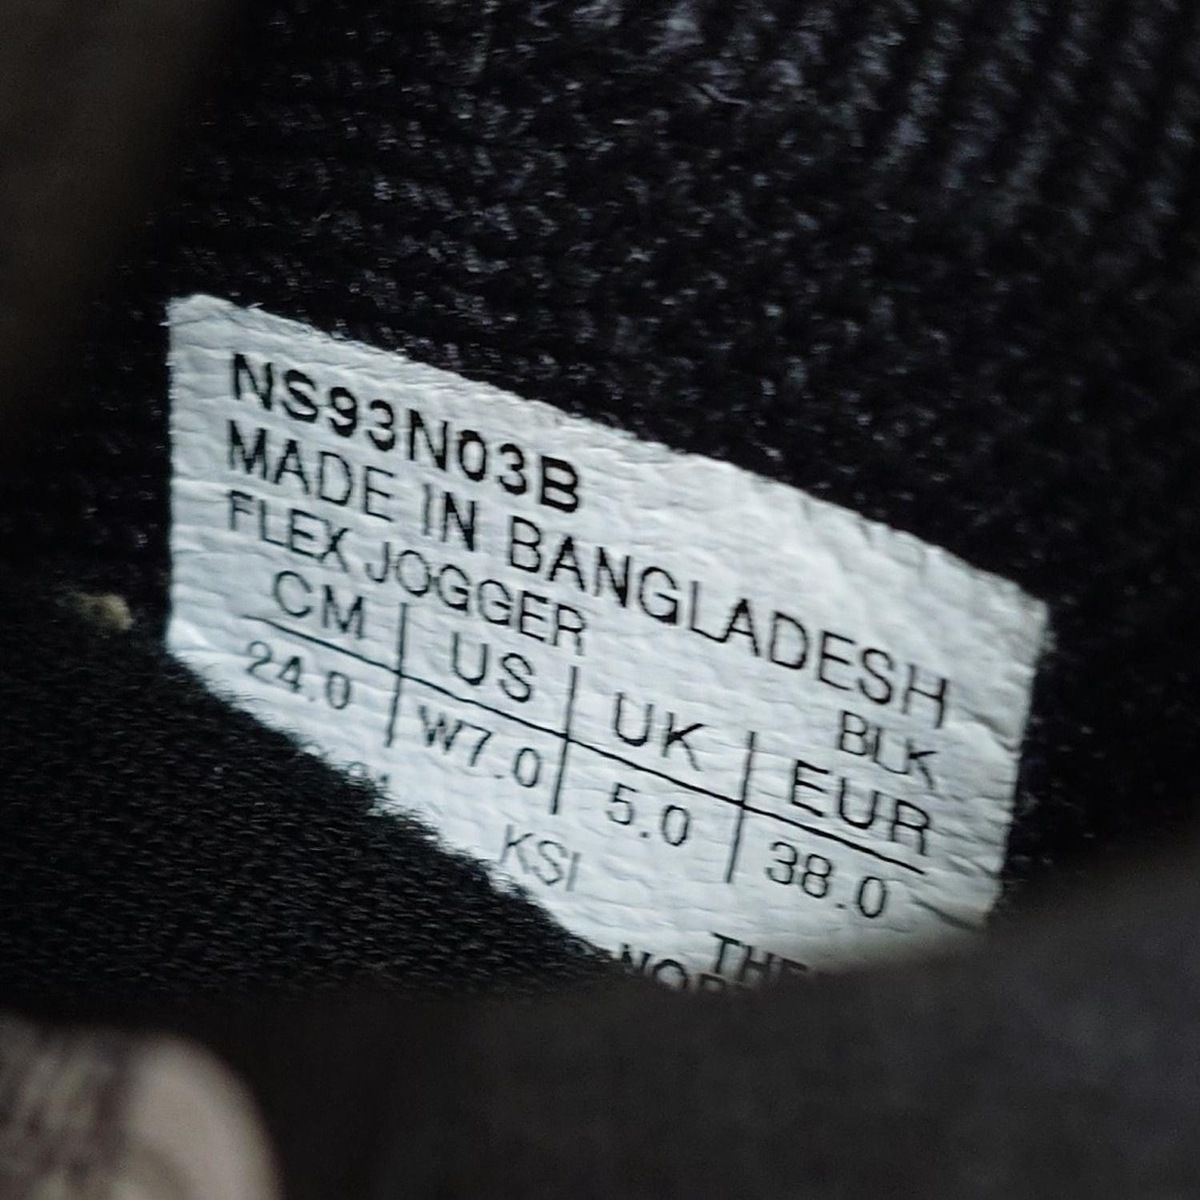 NS93N03B
MADE IN BANGLADESH
FLEX JOGGER BLK
CM US UK EUR
24.0 W7.0 5.0 38.0
KSI
THE